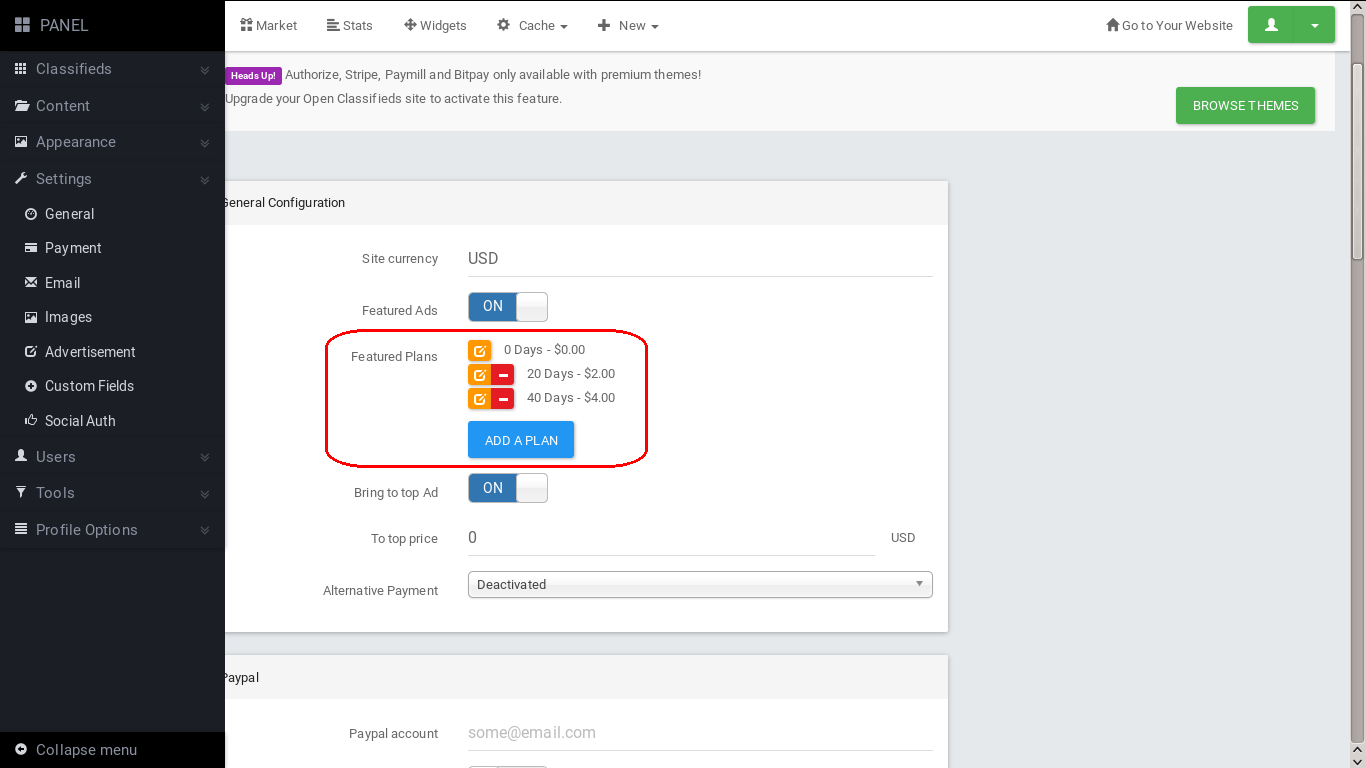 PANEL
Market
Stats
Widgets
Cache
New
Go to Your Website
Classifieds
Content
Appearance
Settings
General
Payment
Email
Images
Advertisement
Custom Fields
Social Auth
Users
Tools
Profile Options
Collapse menu
Heads Up! Authorize, Stripe, Paymill and Bitpay only available with premium themes!
Upgrade your Open Classifieds site to activate this feature.
BROWSE THEMES
General Configuration
Site currency USD
Featured Ads ON
Featured Plans 0 Days - $0.00
20 Days - $2.00
40 Days - $4.00
ADD A PLAN
Bring to top Ad ON
To top price 0 USD
Alternative Payment Deactivated
Paypal
Paypal account some@email.com